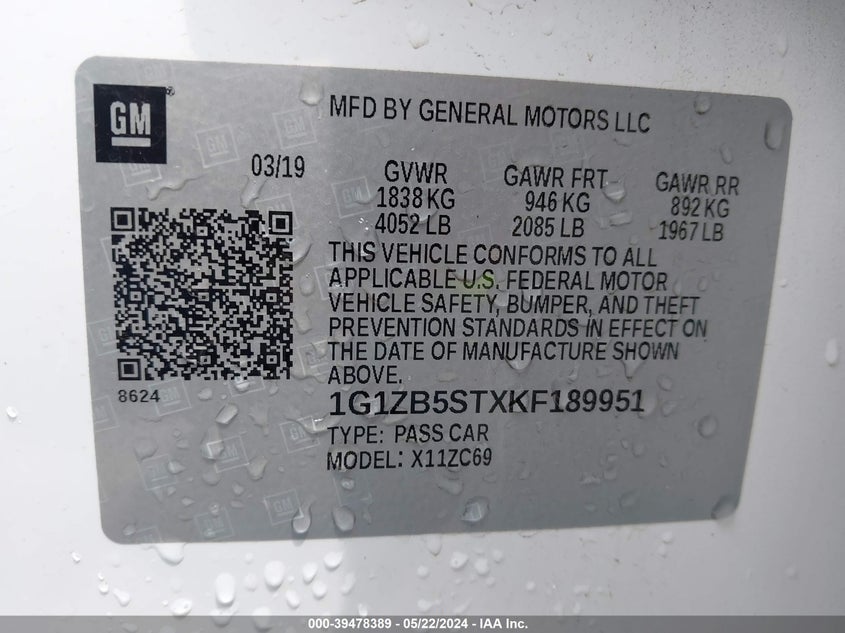 GM
MFD BY GENERAL MOTORS LLC
03/19
GVWR
1838 KG
4052 LB
GAWR FRT
946 KG
2085 LB
GAWR RR
892 KG
1967 LB
THIS VEHICLE CONFORMS TO ALL
APPLICABLE U.S. FEDERAL MOTOR
VEHICLE SAFETY, BUMPER, AND THEFT
PREVENTION STANDARDS IN EFFECT ON
THE DATE OF MANUFACTURE SHOWN
ABOVE.
8624
1G1ZB5STXKF189951
TYPE: PASS CAR
MODEL: X11ZC69
000-39478389 - 05/22/2024 - IAA Inc.